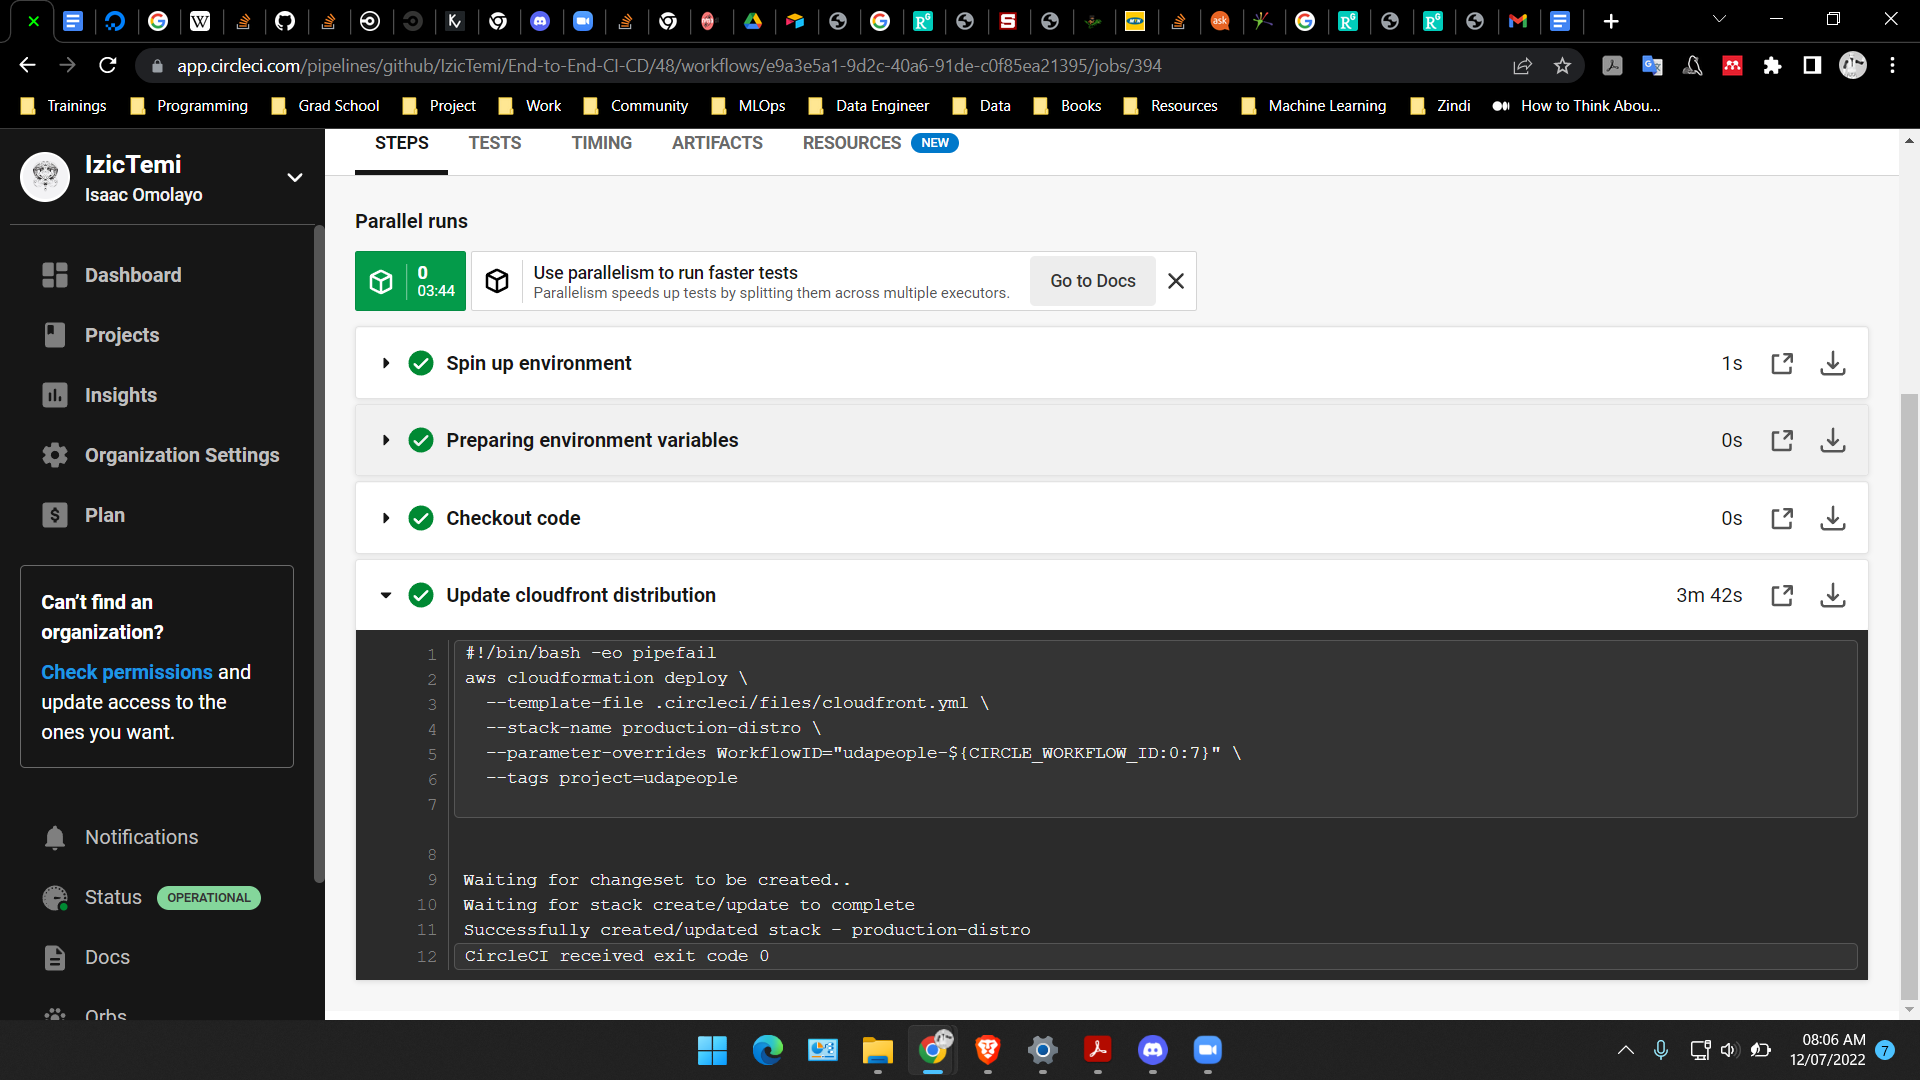 app.circleci.com/pipelines/github/IzicTemi/End-to-End-CI-CD/48/workflows/e9a3e5a1-9d2c-40a6-91de-c0f85ea21395/jobs/394
Trainings Programming Grad School Project Work Community MLOps Data Engineer Data Books Resources Machine Learning Zindi How to Think Abou...
IzicTemi
Isaac Omolayo
Dashboard
Projects
Insights
Organization Settings
Plan
Can't find an
organization?
Check permissions and
update access to the
ones you want.
Notifications
Status OPERATIONAL
Docs
Orbs
STEPS TESTS TIMING ARTIFACTS RESOURCES NEW
Parallel runs
0
03:44
Use parallelism to run faster tests
Parallelism speeds up tests by splitting them across multiple executors.
Go to Docs
Spin up environment 1s
Preparing environment variables 0s
Checkout code 0s
Update cloudfront distribution 3m 42s
1 #!/bin/bash -eo pipefail
2 aws cloudformation deploy \
3 --template-file .circleci/files/cloudfront.yml \
4 --stack-name production-distro \
5 --parameter-overrides WorkflowID="udapeople-${CIRCLE_WORKFLOW_ID:0:7}" \
6 --tags project=udapeople
7
8
9 Waiting for changeset to be created..
10 Waiting for stack create/update to complete
11 Successfully created/updated stack - production-distro
12 CircleCI received exit code 0
08:06 AM
12/07/2022
7